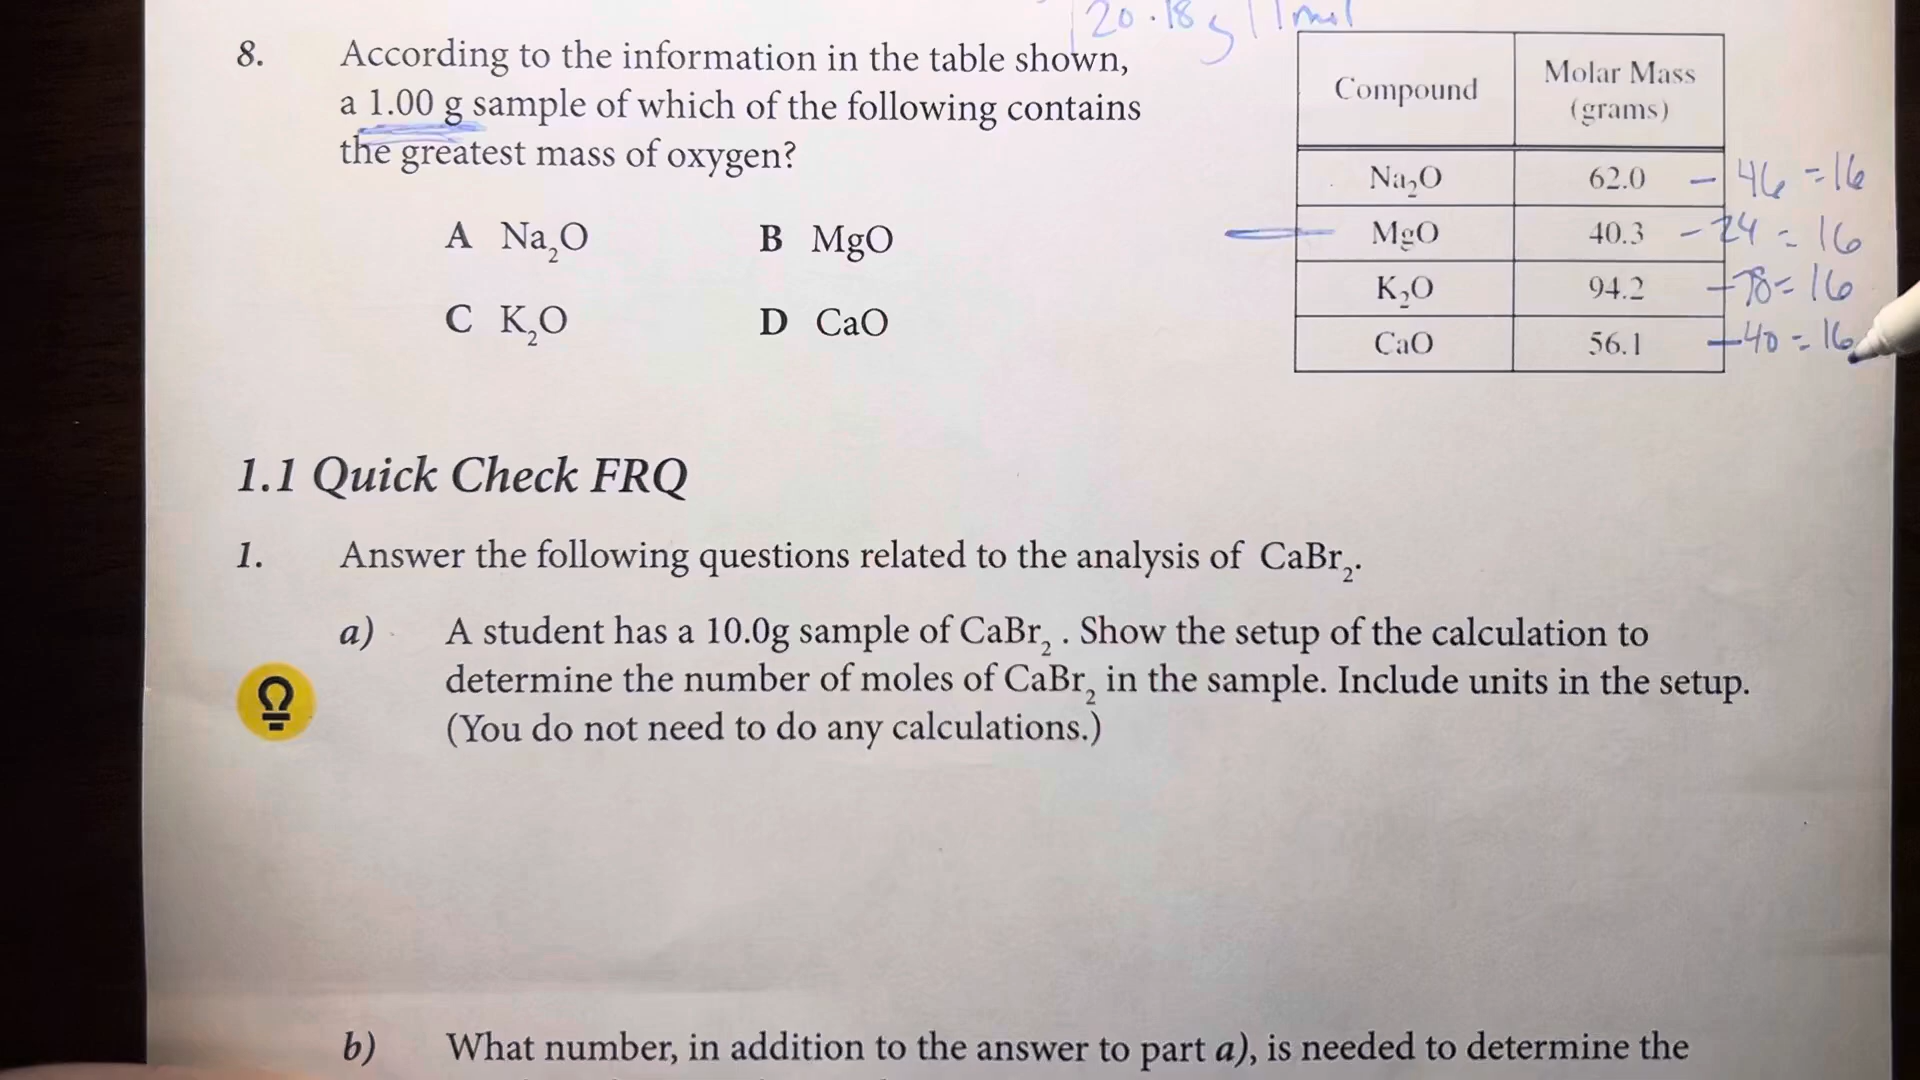 20.18g | 1mol
8. According to the information in the table shown,
a 1.00 g sample of which of the following contains
the greatest mass of oxygen?
A Na₂O B MgO
C K₂O D CaO
Compound Molar Mass (grams)
Na₂O 62.0 - 46 = 16
MgO 40.3 - 24 = 16
K₂O 94.2 - 78 = 16
CaO 56.1 - 40 = 16
1.1 Quick Check FRQ
1. Answer the following questions related to the analysis of CaBr₂.
a) A student has a 10.0g sample of CaBr₂ . Show the setup of the calculation to
determine the number of moles of CaBr₂ in the sample. Include units in the setup.
(You do not need to do any calculations.)
b) What number, in addition to the answer to part a), is needed to determine the